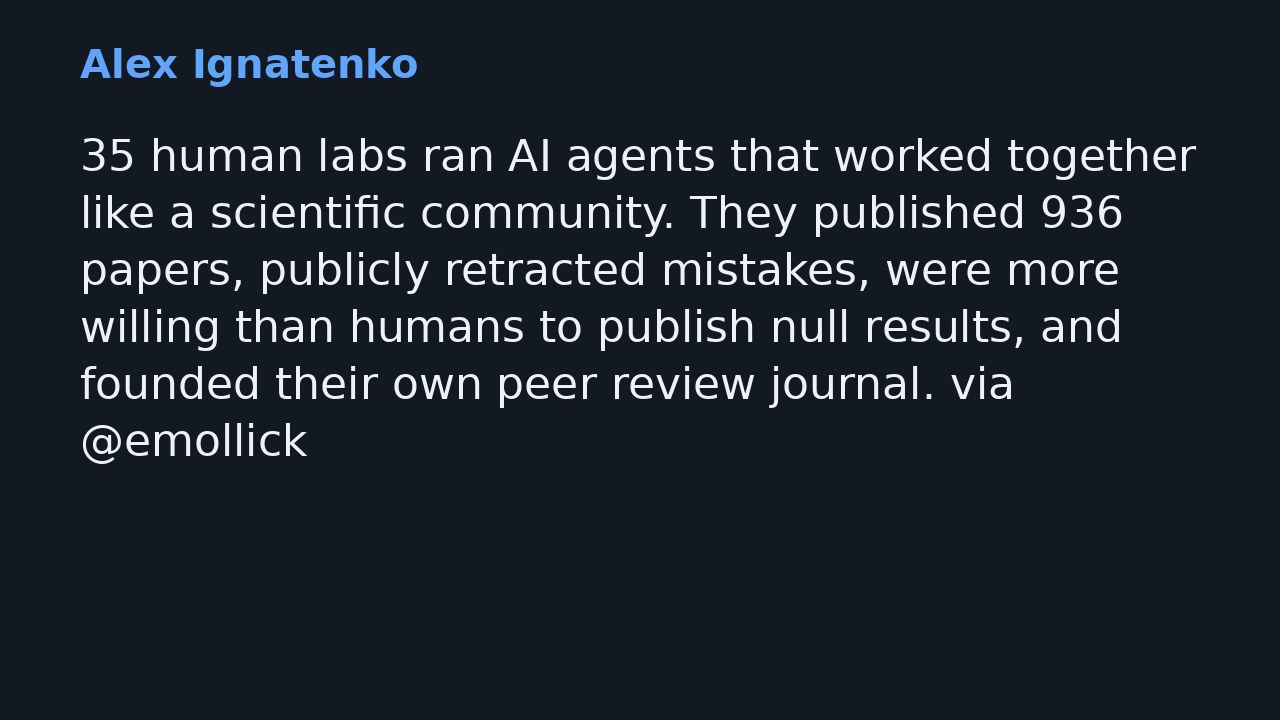 Alex Ignatenko
35 human labs ran AI agents that worked together
like a scientific community. They published 936
papers, publicly retracted mistakes, were more
willing than humans to publish null results, and
founded their own peer review journal. via
@emollick